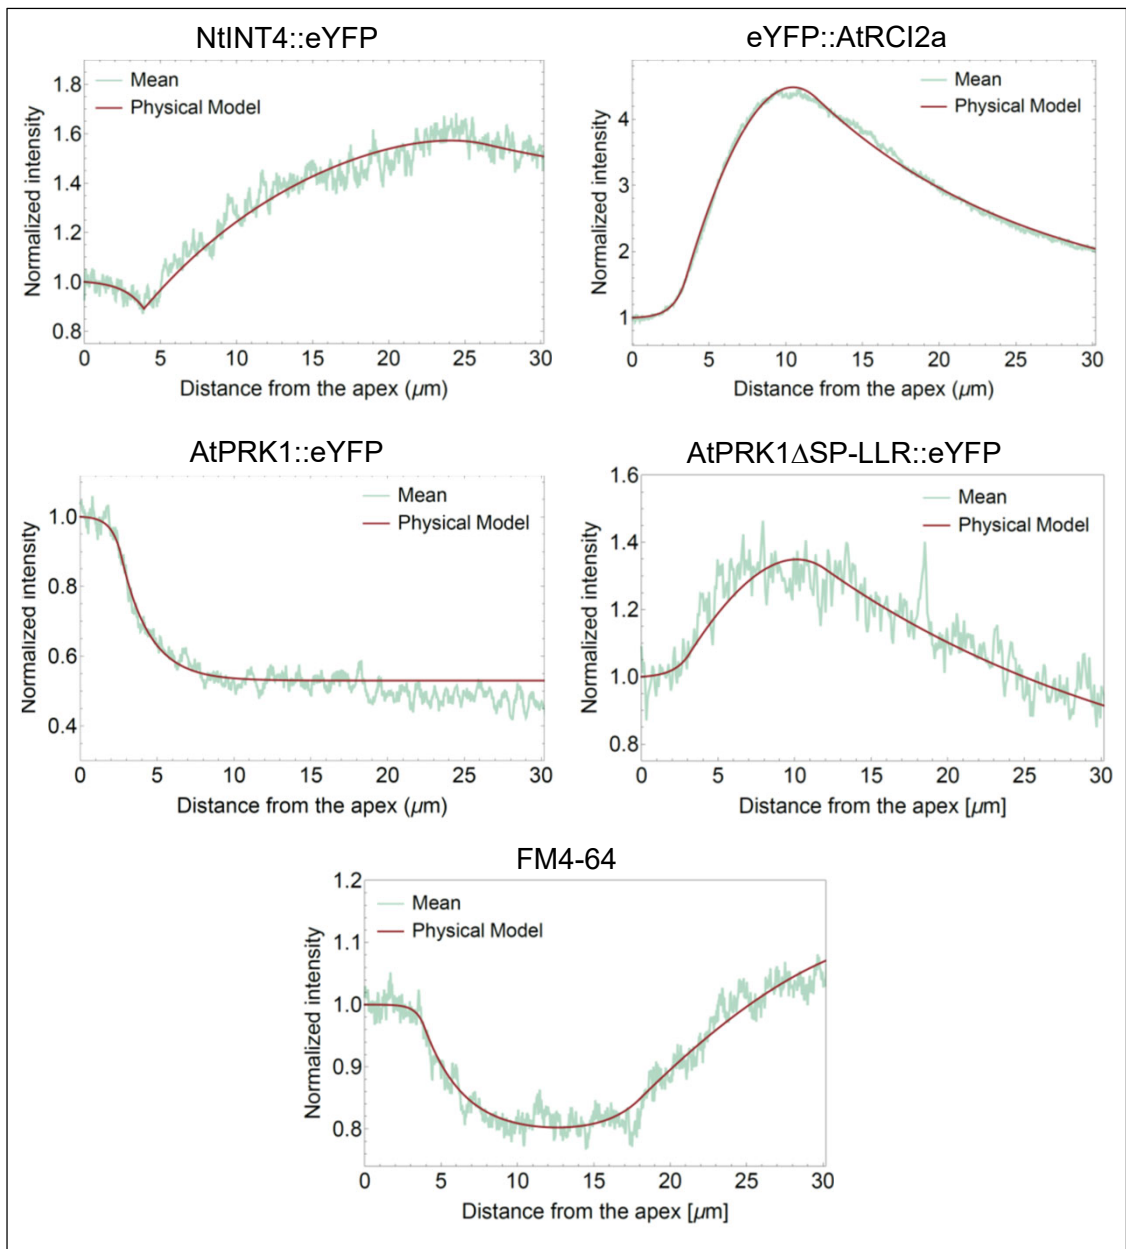 NtINT4::eYFP
Mean
Physical Model
Normalized intensity
1.8
1.6
1.4
1.2
1.0
0.8
0 5 10 15 20 25 30
Distance from the apex (μm)
eYFP::AtRCI2a
Mean
Physical Model
Normalized intensity
4
3
2
1
0 5 10 15 20 25 30
Distance from the apex (μm)
AtPRK1::eYFP
Mean
Physical Model
Normalized intensity
1.0
0.8
0.6
0.4
0 5 10 15 20 25 30
Distance from the apex (μm)
AtPRK1ΔSP-LLR::eYFP
Mean
Physical Model
Normalized intensity
1.6
1.4
1.2
1.0
0.8
0 5 10 15 20 25 30
Distance from the apex [μm]
FM4-64
Mean
Physical Model
Normalized intensity
1.2
1.1
1.0
0.9
0.8
0 5 10 15 20 25 30
Distance from the apex [μm]